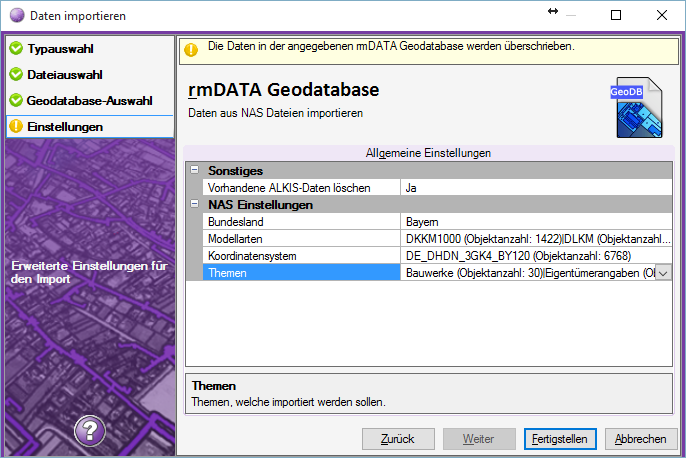 Daten importieren
Typauswahl
Dateiauswahl
Geodatabase-Auswahl
Einstellungen
Erweiterte Einstellungen für
den Import
?
Die Daten in der angegebenen rmDATA Geodatabase werden überschrieben.
rmDATA Geodatabase
Daten aus NAS Dateien importieren
GeoDB
Allgemeine Einstellungen
Sonstiges
Vorhandene ALKIS-Daten löschen Ja
NAS Einstellungen
Bundesland Bayern
Modellarten DKKM1000 (Objektanzahl: 1422)|DLKM (Objektanzahl...
Koordinatensystem DE_DHDN_3GK4_BY120 (Objektanzahl: 6768)
Themen Bauwerke (Objektanzahl: 30)|Eigentümerangaben (Ol
Themen
Themen, welche importiert werden sollen.
Zurück Weiter Fertigstellen Abbrechen